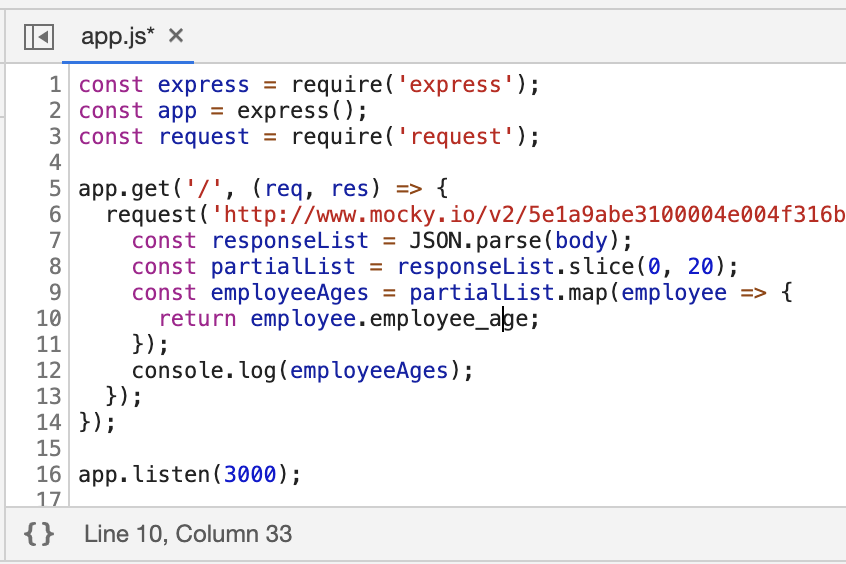 app.js* ×
1 const express = require('express');
2 const app = express();
3 const request = require('request');
4
5 app.get('/', (req, res) => {
6 request('http://www.mocky.io/v2/5e1a9abe3100004e004f316b
7 const responseList = JSON.parse(body);
8 const partialList = responseList.slice(0, 20);
9 const employeeAges = partialList.map(employee => {
10 return employee.employee_age;
11 });
12 console.log(employeeAges);
13 });
14 });
15
16 app.listen(3000);
17
{} Line 10, Column 33